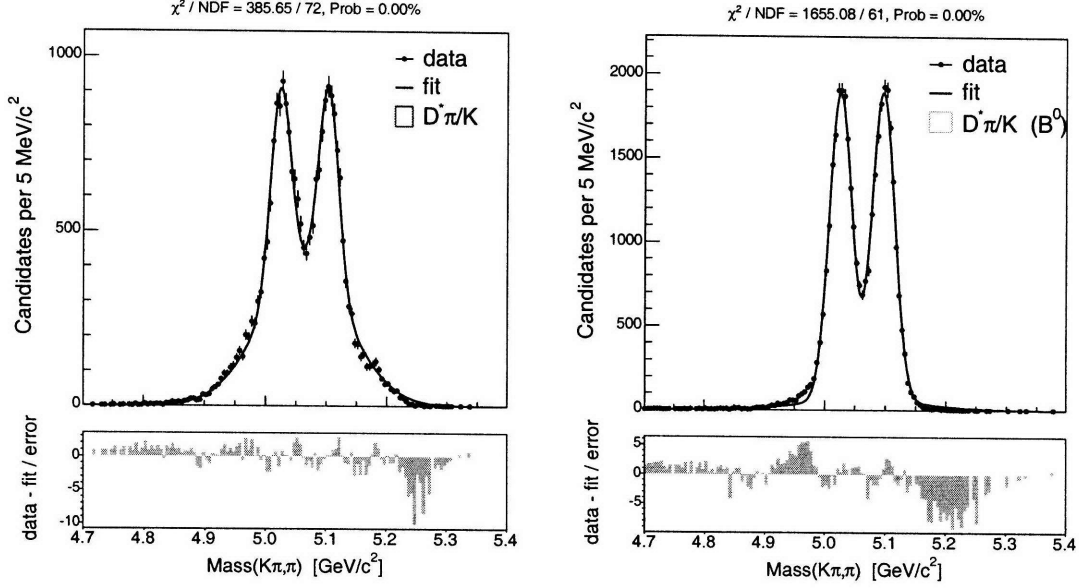 χ² / NDF = 385.65 / 72, Prob = 0.00%
Candidates per 5 MeV/c²
1000
500
0
data
fit
D*π/K
data - fit / error
0
-5
-10
4.7 4.8 4.9 5.0 5.1 5.2 5.3 5.4
Mass(Kπ,π) [GeV/c²]
χ² / NDF = 1655.08 / 61, Prob = 0.00%
Candidates per 5 MeV/c²
2000
1500
1000
500
0
data
fit
D*π/K (B⁰)
data - fit / error
5
0
-5
4.7 4.8 4.9 5.0 5.1 5.2 5.3 5.4
Mass(Kπ,π) [GeV/c²]